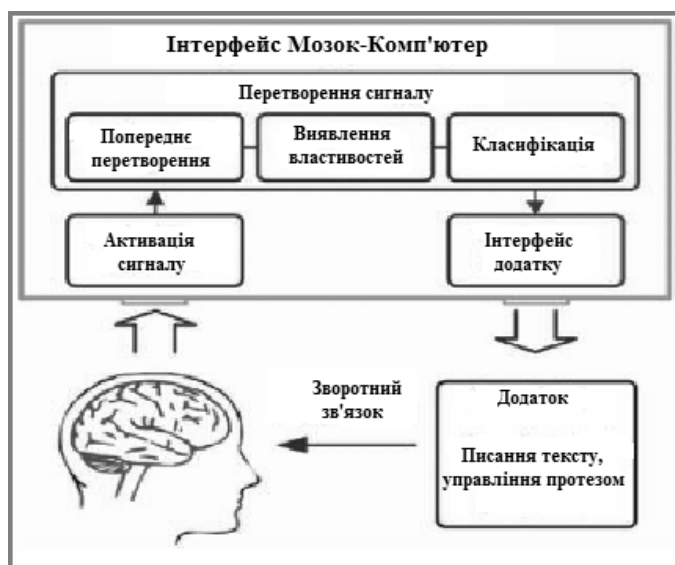 Інтерфейс Мозок-Комп'ютер
Перетворення сигналу
Попереднє
перетворення
Виявлення
властивостей
Класифікація
Активація
сигналу
Інтерфейс
додатку
Зворотний
зв'язок
Додаток
Писання тексту,
управління протезом